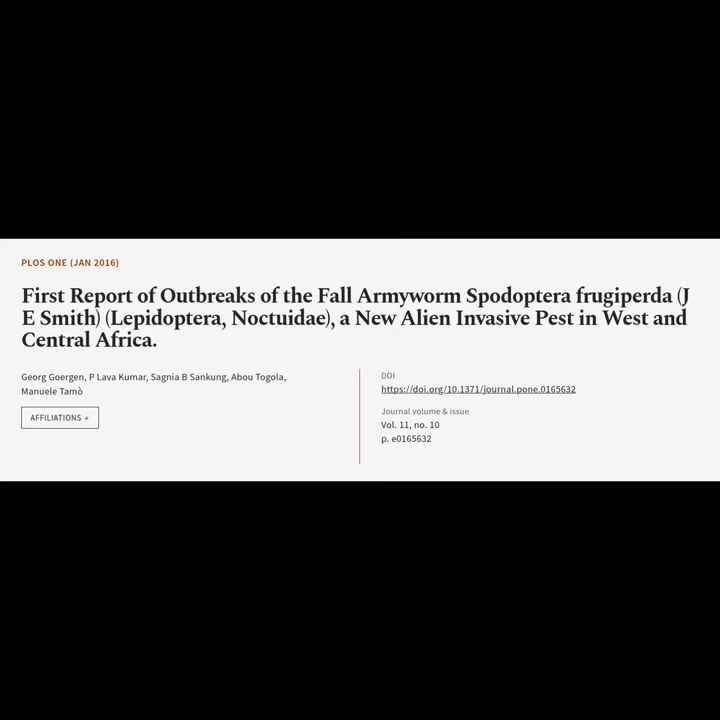 PLOS ONE (JAN 2016)
First Report of Outbreaks of the Fall Armyworm Spodoptera frugiperda (J
E Smith) (Lepidoptera, Noctuidae), a New Alien Invasive Pest in West and
Central Africa.
Georg Goergen, P Lava Kumar, Sagnia B Sankung, Abou Togola,
Manuele Tamò
AFFILIATIONS +
DOI
https://doi.org/10.1371/journal.pone.0165632
Journal volume & issue
Vol. 11, no. 10
p. e0165632